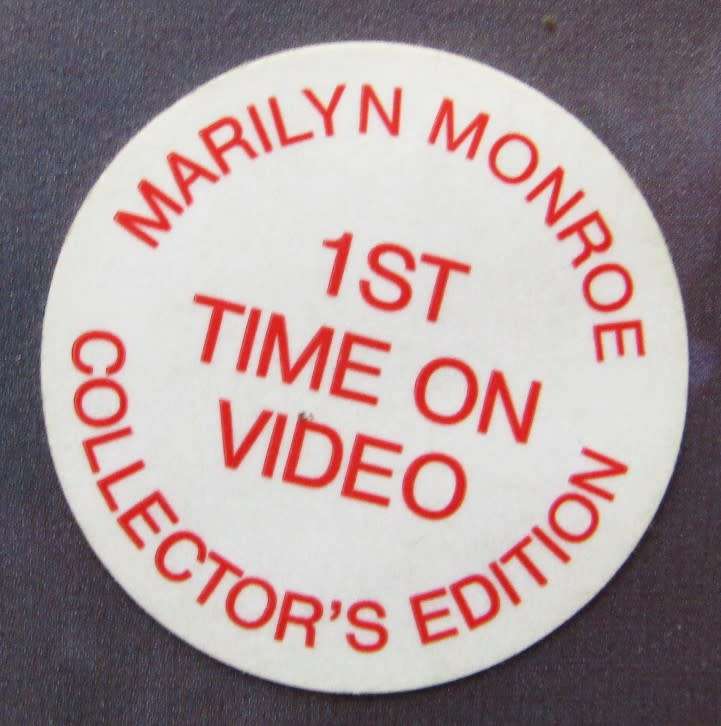 MARILYN MONROE
1ST
TIME ON
VIDEO
COLLECTOR'S EDITION